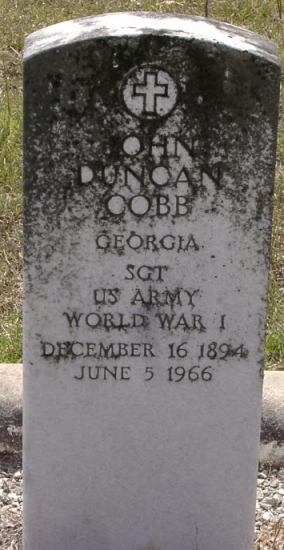 JOHN
DUNCAN
COBB
GEORGIA
SGT
US ARMY
WORLD WAR I
DECEMBER 16 1894
JUNE 5 1966